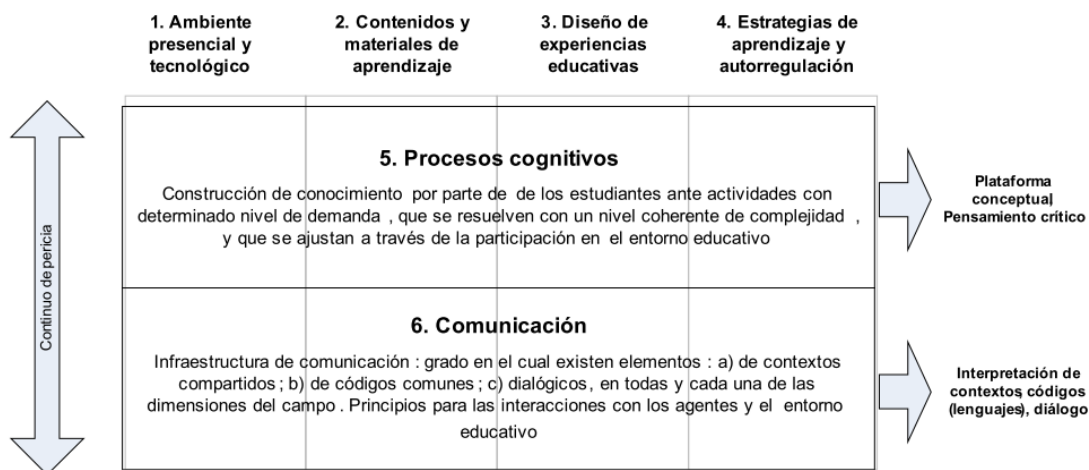 1. Ambiente
presencial y
tecnológico
2. Contenidos y
materiales de
aprendizaje
3. Diseño de
experiencias
educativas
4. Estrategias de
aprendizaje y
autorregulación
Continuo de pericia
5. Procesos cognitivos
Construcción de conocimiento por parte de de los estudiantes ante actividades con
determinado nivel de demanda , que se resuelven con un nivel coherente de complejidad ,
y que se ajustan a través de la participación en el entorno educativo
Plataforma
conceptual,
Pensamiento crítico
6. Comunicación
Infraestructura de comunicación : grado en el cual existen elementos : a) de contextos
compartidos ; b) de códigos comunes ; c) dialógicos, en todas y cada una de las
dimensiones del campo . Principios para las interacciones con los agentes y el entorno
educativo
Interpretación de
contextos, códigos
(lenguajes), diálogo